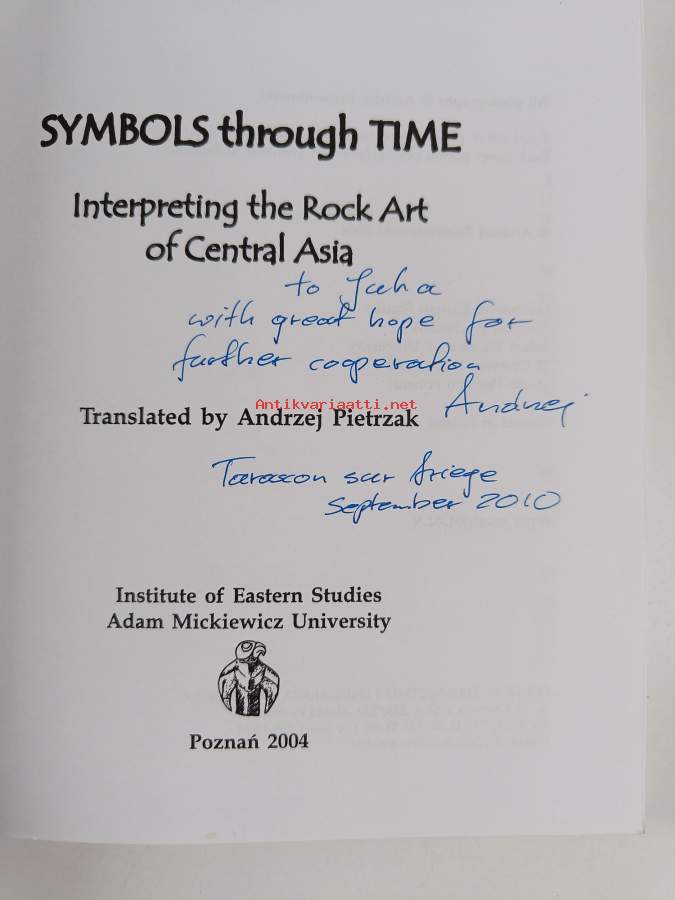 SYMBOLS through TIME
Interpreting the Rock Art
of Central Asia
to Juha
with great hope for
further cooperation
Andrzej
Antikvariaatti.net
Translated by Andrzej Pietrzak
Tarascon sur Ariege
September 2010
Institute of Eastern Studies
Adam Mickiewicz University
Poznań 2004